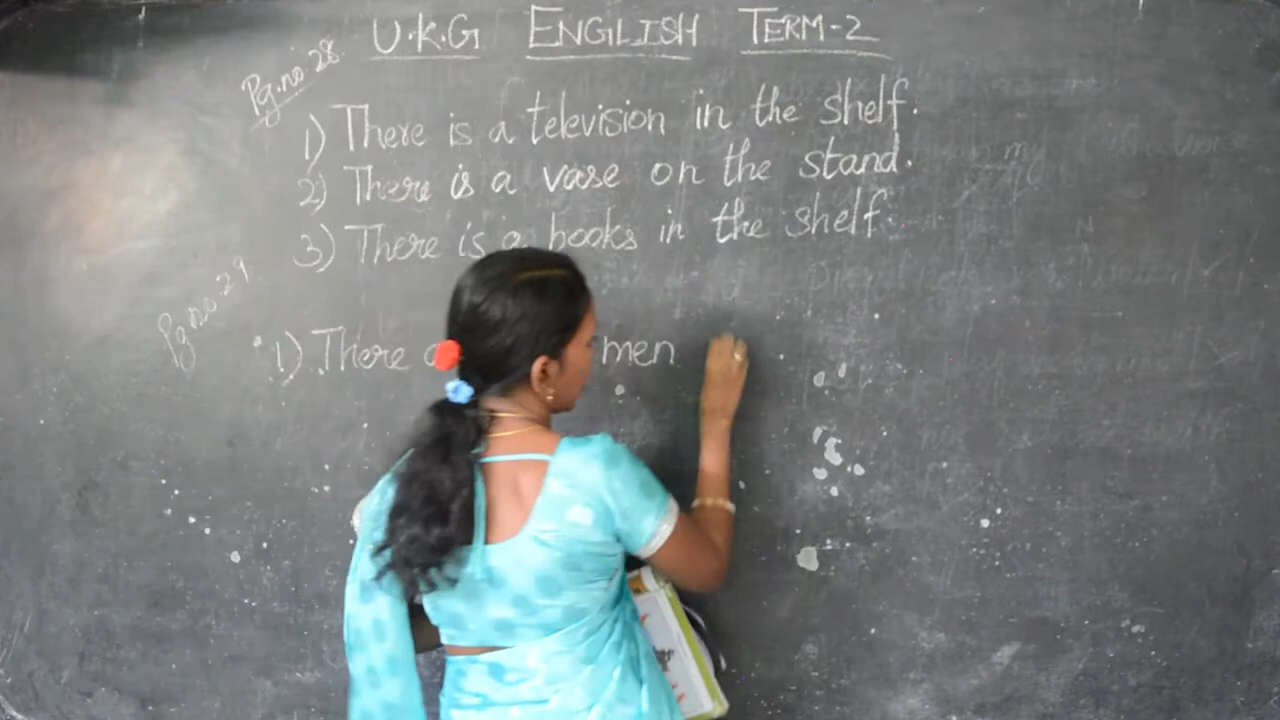 U.K.G ENGLISH TERM-2
Pg.no.28.
1) There is a television in the shelf.
2) There is a vase on the stand.
3) There is a books in the shelf.
Pg.no.29
1). There men